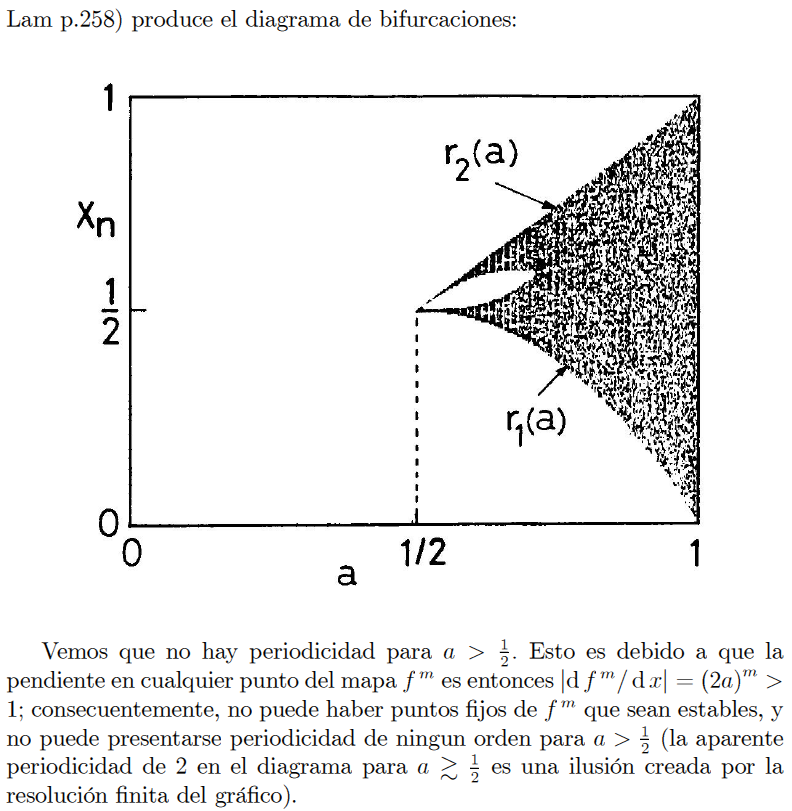 Lam p.258) produce el diagrama de bifurcaciones:
1
r₂(a)
Xn
1/2
r₁(a)
0
0 1/2 1
a
Vemos que no hay periodicidad para a > 1/2. Esto es debido a que la
pendiente en cualquier punto del mapa f^m es entonces |d f^m/d x| = (2a)^m >
1; consecuentemente, no puede haber puntos fijos de f^m que sean estables, y
no puede presentarse periodicidad de ningun orden para a > 1/2 (la aparente
periodicidad de 2 en el diagrama para a ≳ 1/2 es una ilusión creada por la
resolución finita del gráfico).